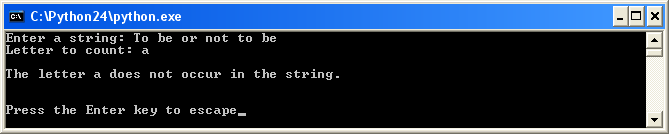 C:\Python24\python.exe
Enter a string: To be or not to be
Letter to count: a
The letter a does not occur in the string.
Press the Enter key to escape_